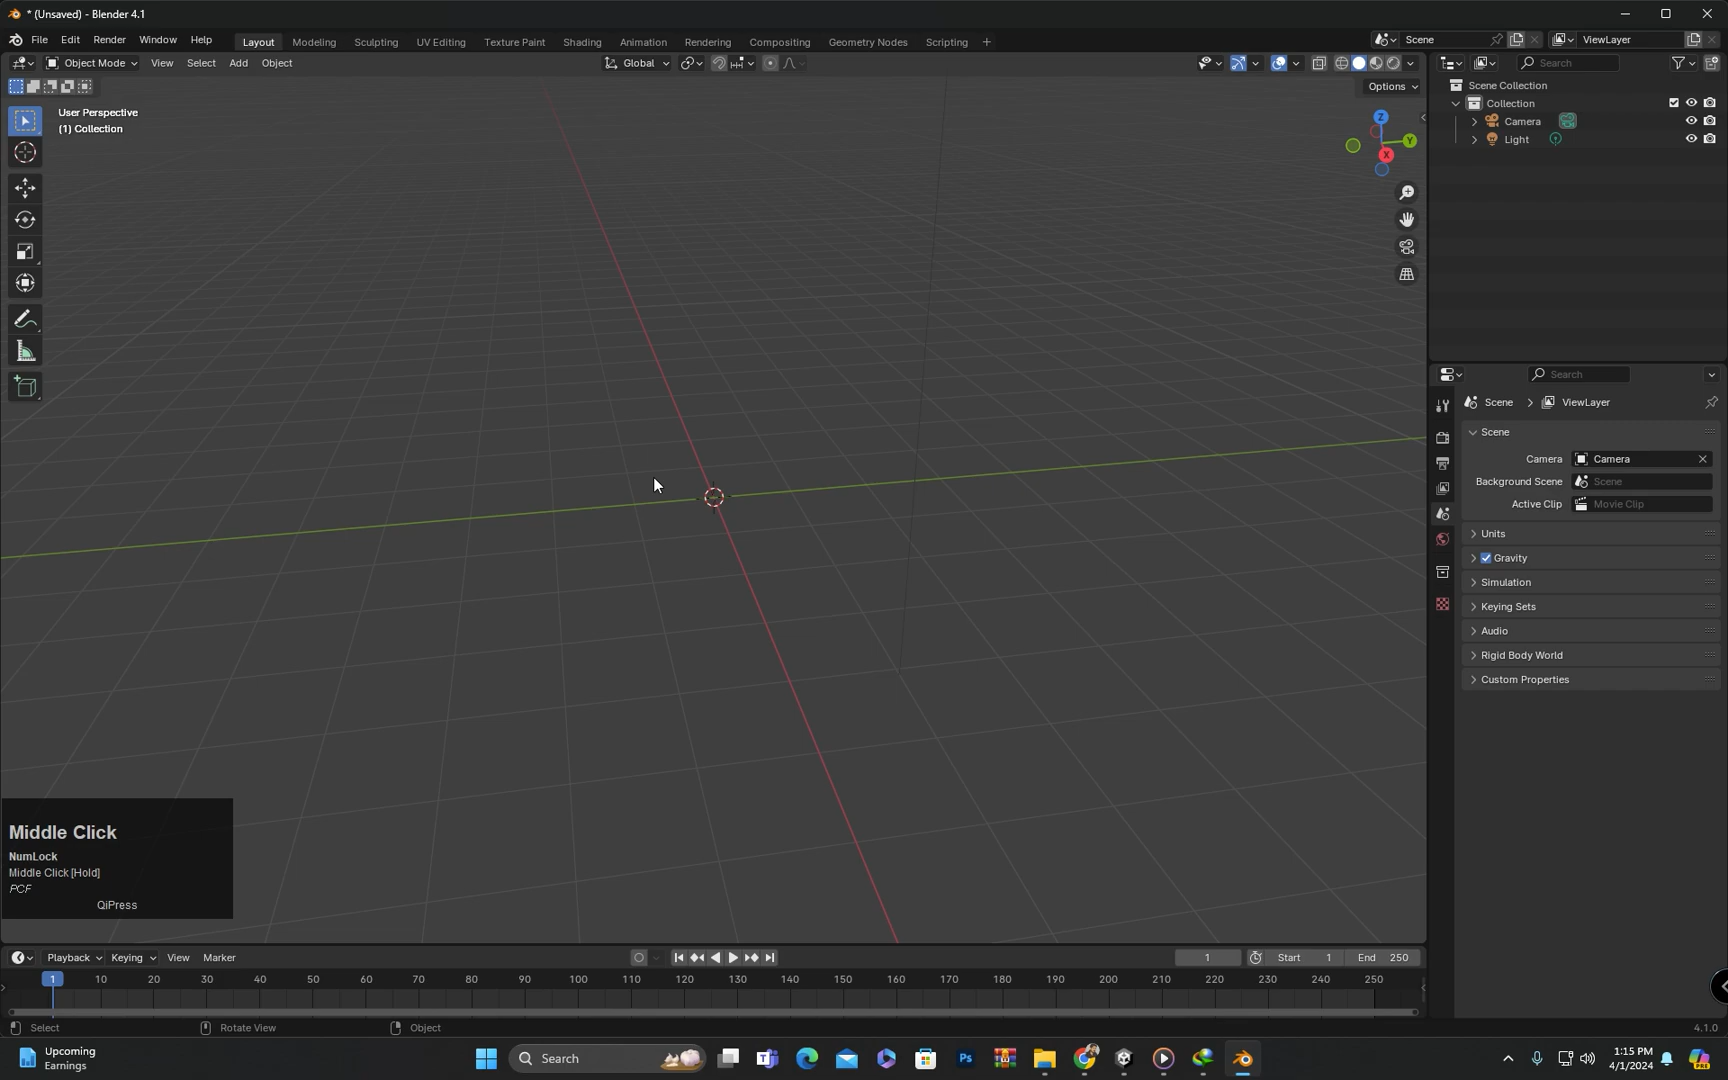 * (Unsaved) - Blender 4.1
File Edit Render Window Help Layout Modeling Sculpting UV Editing Texture Paint Shading Animation Rendering Compositing Geometry Nodes Scripting + Scene ViewLayer
Object Mode View Select Add Object Global Search
Options
User Perspective
(1) Collection
Z
Y
X
Scene Collection
Collection
Camera
Light
Search
Scene > ViewLayer
Scene
Camera Camera
Background Scene Scene
Active Clip Movie Clip
Units
Gravity
Simulation
Keying Sets
Audio
Rigid Body World
Custom Properties
Middle Click
NumLock
Middle Click [Hold]
PCF
QiPress
Playback Keying View Marker 1 Start 1 End 250
1 10 20 30 40 50 60 70 80 90 100 110 120 130 140 150 160 170 180 190 200 210 220 230 240 250
Select Rotate View Object 4.1.0
Upcoming
Earnings
Search
Ps
PRE
1:15 PM
4/1/2024